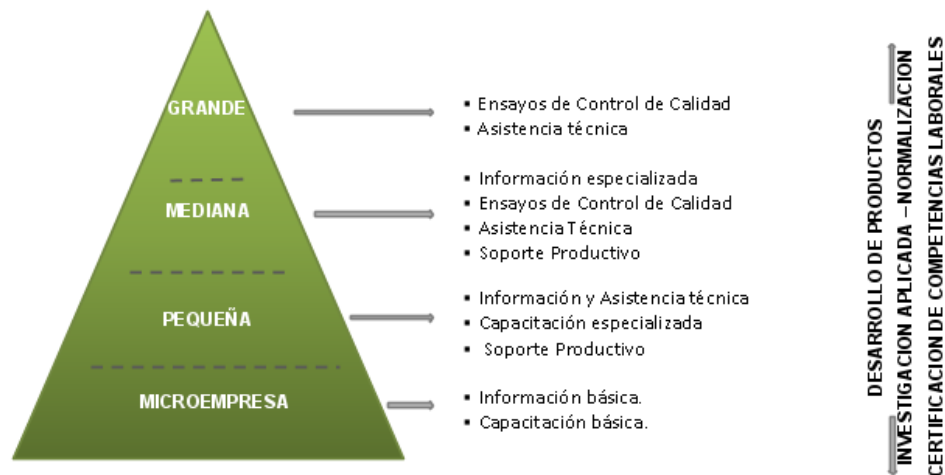 GRANDE
▪ Ensayos de Control de Calidad
▪ Asistencia técnica
MEDIANA
▪ Información especializada
▪ Ensayos de Control de Calidad
▪ Asistencia Técnica
▪ Soporte Productivo
PEQUEÑA
▪ Información y Asistencia técnica
▪ Capacitación especializada
▪ Soporte Productivo
MICROEMPRESA
▪ Información básica.
▪ Capacitación básica.
DESARROLLO DE PRODUCTOS
INVESTIGACION APLICADA – NORMALIZACION
CERTIFICACION DE COMPETENCIAS LABORALES